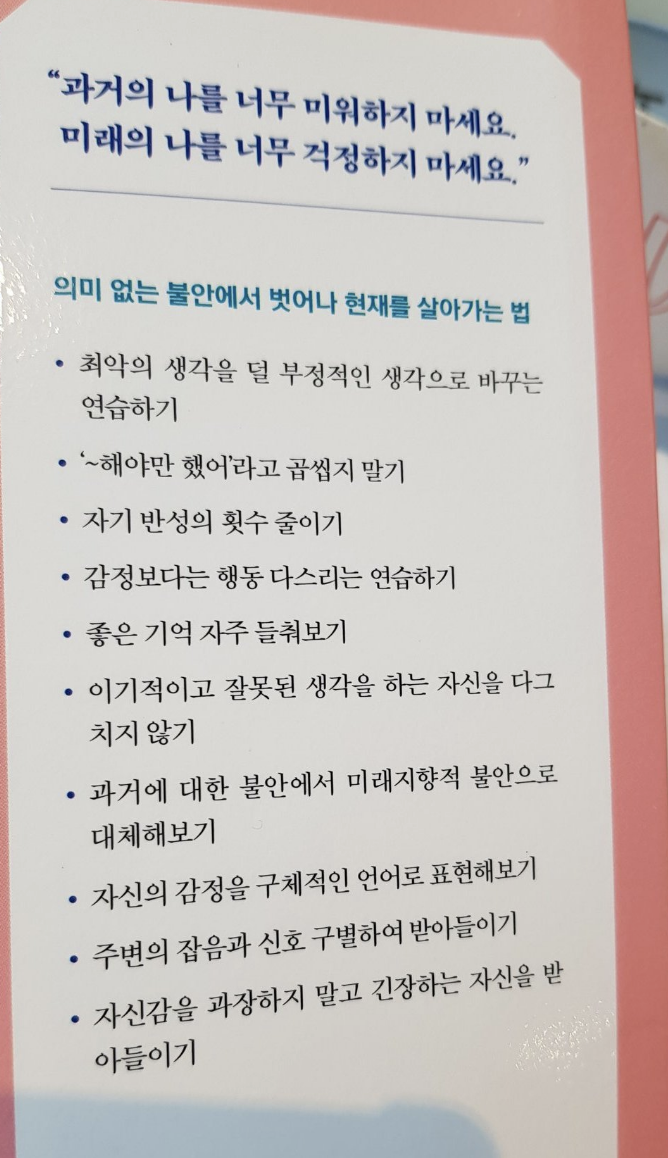 “과거의 나를 너무 미워하지 마세요.
미래의 나를 너무 걱정하지 마세요.”
의미 없는 불안에서 벗어나 현재를 살아가는 법
• 최악의 생각을 덜 부정적인 생각으로 바꾸는
연습하기
• ‘~해야만 했어’라고 곱씹지 말기
• 자기 반성의 횟수 줄이기
• 감정보다는 행동 다스리는 연습하기
• 좋은 기억 자주 들춰보기
• 이기적이고 잘못된 생각을 하는 자신을 다그
치지 않기
• 과거에 대한 불안에서 미래지향적 불안으로
대체해보기
• 자신의 감정을 구체적인 언어로 표현해보기
• 주변의 잡음과 신호 구별하여 받아들이기
• 자신감을 과장하지 말고 긴장하는 자신을 받
아들이기